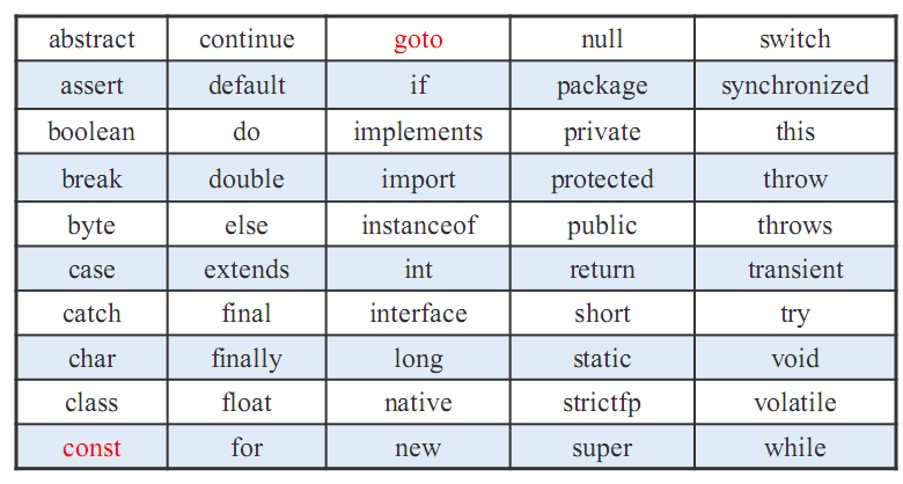 abstract continue goto null switch
assert default if package synchronized
boolean do implements private this
break double import protected throw
byte else instanceof public throws
case extends int return transient
catch final interface short try
char finally long static void
class float native strictfp volatile
const for new super while